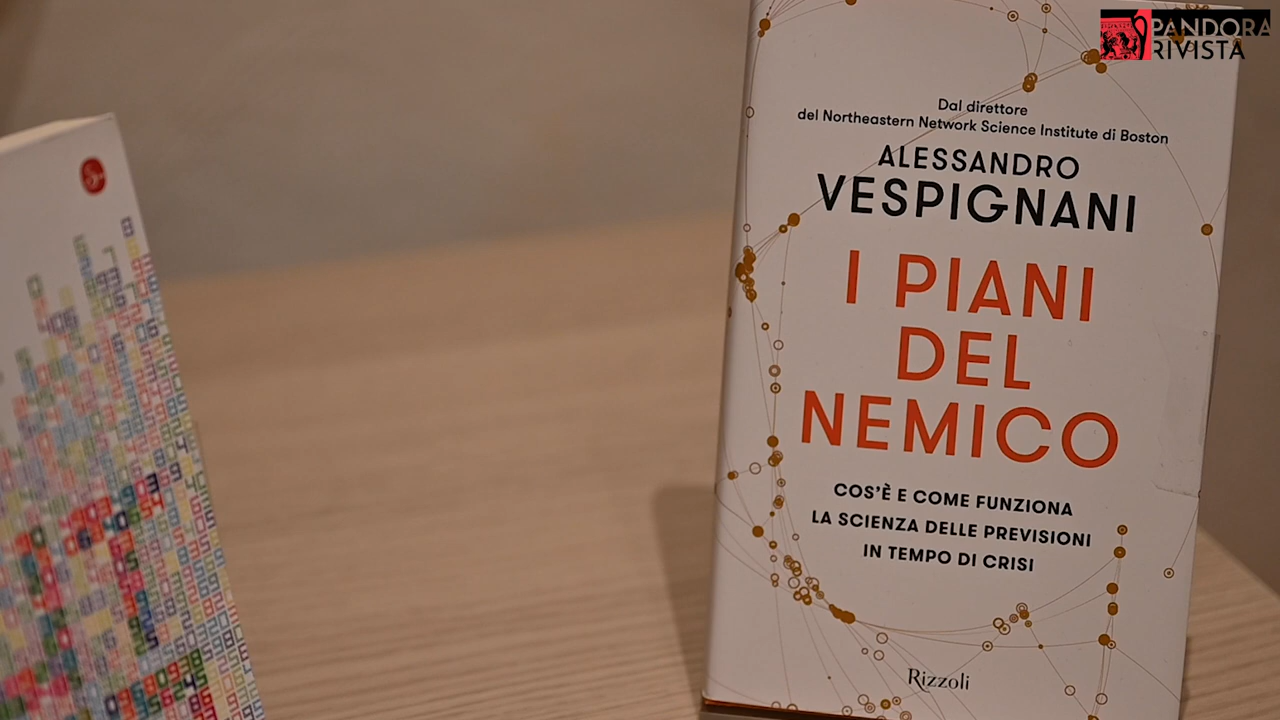 PANDORA
RIVISTA
Dal direttore
del Northeastern Network Science Institute di Boston
ALESSANDRO
VESPIGNANI
I PIANI
DEL
NEMICO
COS'È E COME FUNZIONA
LA SCIENZA DELLE PREVISIONI
IN TEMPO DI CRISI
Rizzoli